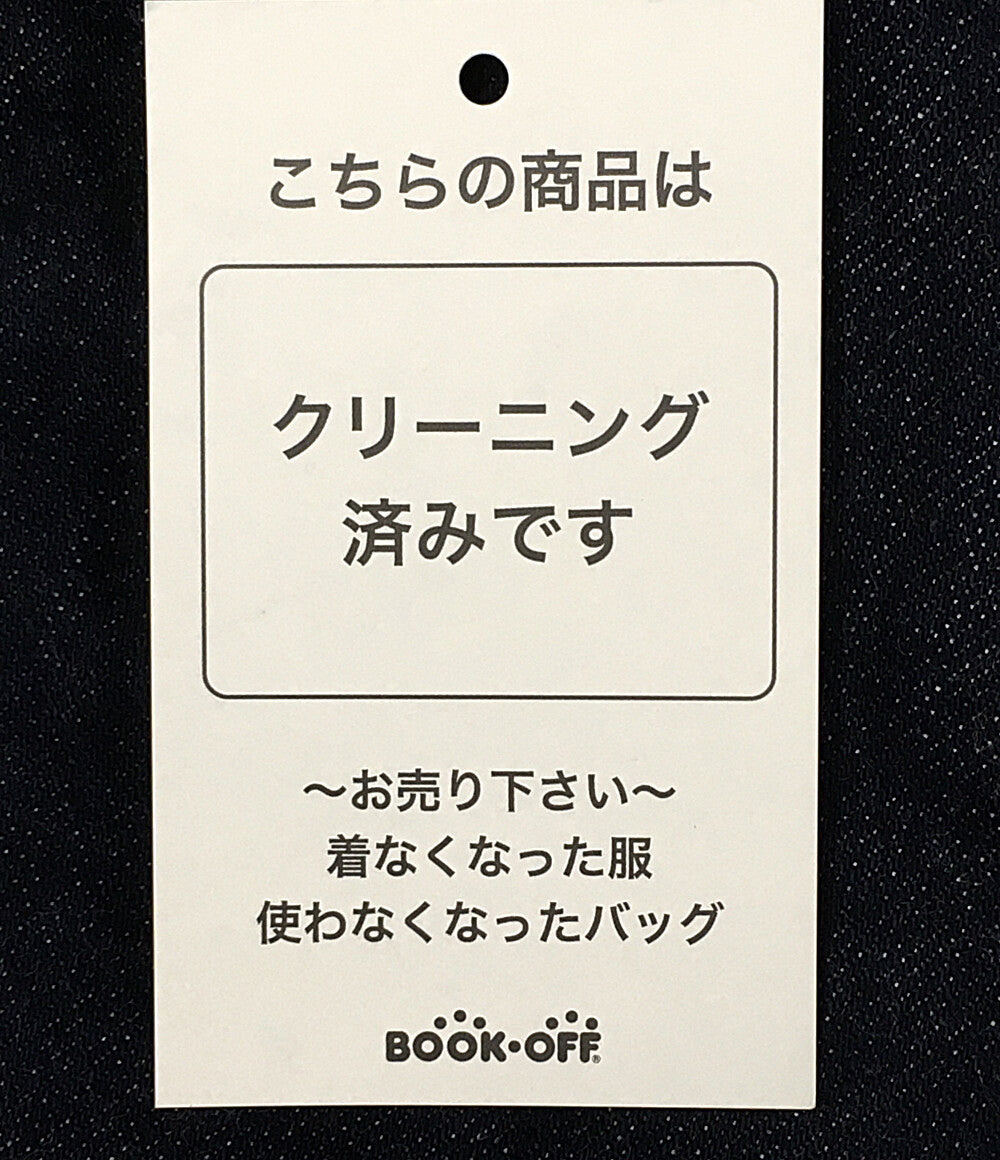 こちらの商品は
クリーニング
済みです
〜お売り下さい〜
着なくなった服
使わなくなったバッグ
BOOK・OFF®